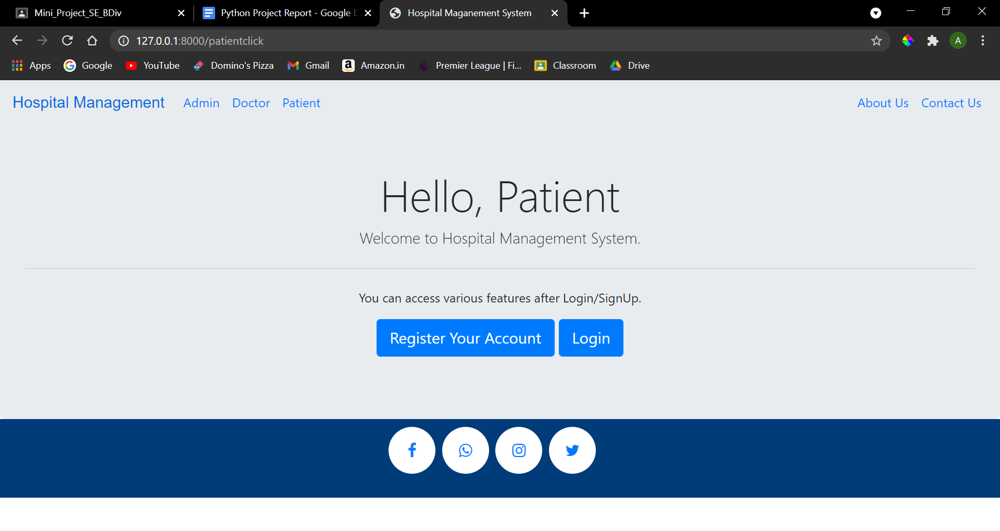 Mini_Project_SE_BDiv
Python Project Report - Google
Hospital Maganement System
127.0.0.1:8000/patientclick
A
Apps
Google
YouTube
Domino's Pizza
Gmail
Amazon.in
Premier League | Fi...
Classroom
Drive
Hospital Management Admin Doctor Patient About Us Contact Us
Hello, Patient
Welcome to Hospital Management System.
You can access various features after Login/SignUp.
Register Your Account Login